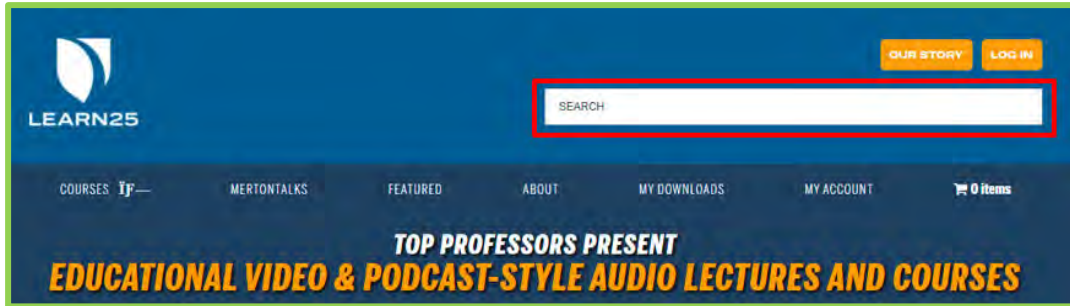 OUR STORY LOG IN
SEARCH
LEARN25
COURSES Ïƒ— MERTONTALKS FEATURED ABOUT MY DOWNLOADS MY ACCOUNT 0 items
TOP PROFESSORS PRESENT
EDUCATIONAL VIDEO & PODCAST-STYLE AUDIO LECTURES AND COURSES